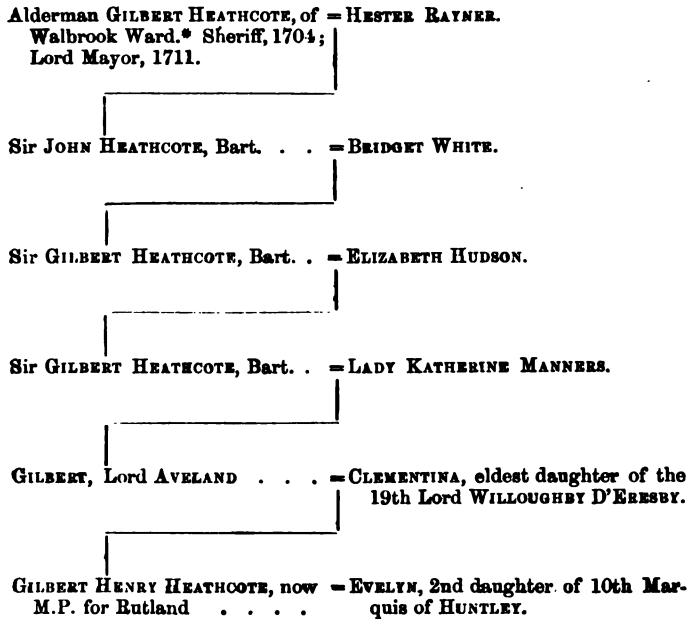 Alderman GILBERT HEATHCOTE, of = HESTER RAYNER.
Walbrook Ward.* Sheriff, 1704;
Lord Mayor, 1711.
Sir JOHN HEATHCOTE, Bart. . . = BRIDGET WHITE.
Sir GILBERT HEATHCOTE, Bart. . = ELIZABETH HUDSON.
Sir GILBERT HEATHCOTE, Bart. . = LADY KATHERINE MANNERS.
GILBERT, Lord AVELAND . . . = CLEMENTINA, eldest daughter of the
19th Lord WILLOUGHBY D'ERESBY.
GILBERT HENRY HEATHCOTE, now = EVELYN, 2nd daughter of 10th Mar-
M.P. for Rutland . . . . quis of HUNTLEY.